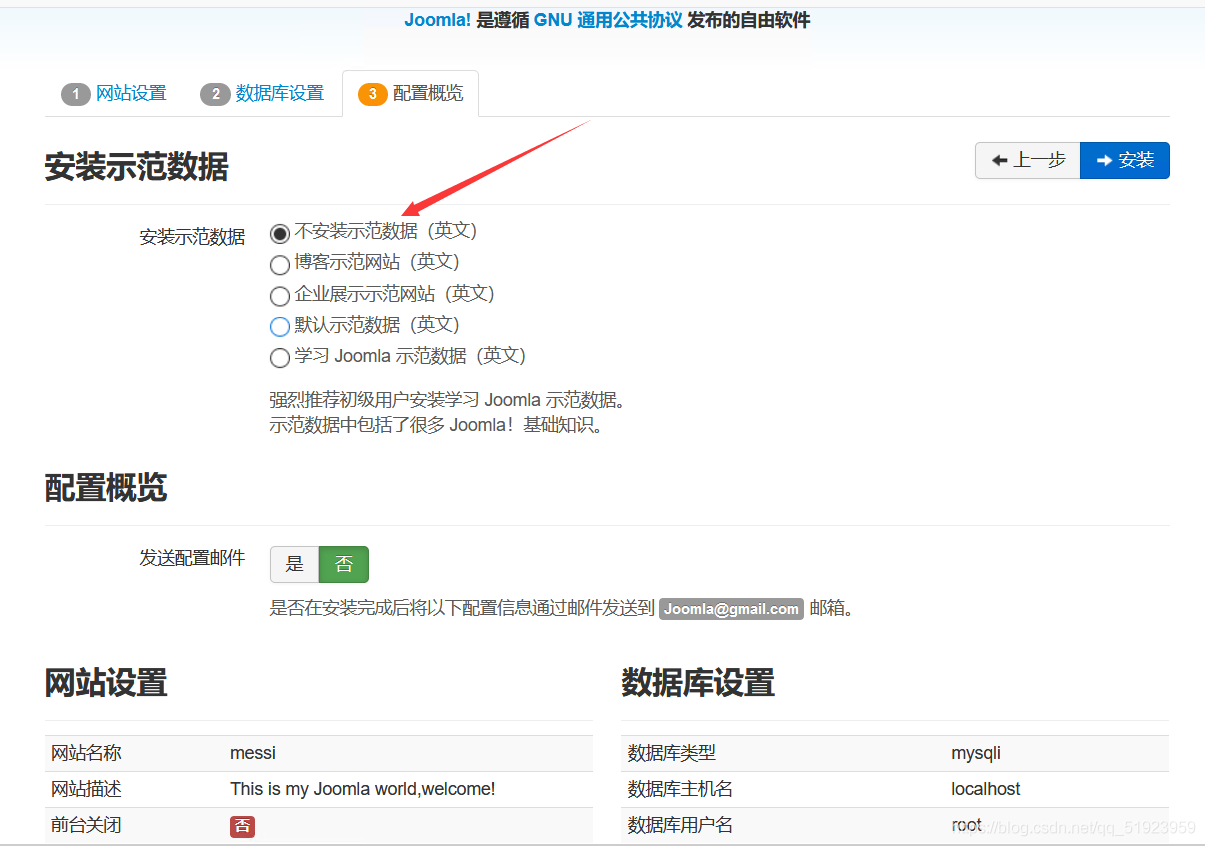 Joomla! 是遵循 GNU 通用公共协议 发布的自由软件
1 网站设置 2 数据库设置 3 配置概览
安装示范数据
上一步 安装
安装示范数据
不安装示范数据（英文）
博客示范网站（英文）
企业展示示范网站（英文）
默认示范数据（英文）
学习 Joomla 示范数据（英文）
强烈推荐初级用户安装学习 Joomla 示范数据。
示范数据中包括了很多 Joomla！基础知识。
配置概览
发送配置邮件 是 否
是否在安装完成后将以下配置信息通过邮件发送到 Joomla@gmail.com 邮箱。
网站设置
网站名称 messi
网站描述 This is my Joomla world,welcome!
前台关闭 否
数据库设置
数据库类型 mysqli
数据库主机名 localhost
数据库用户名 root
https://blog.csdn.net/qq_51923959